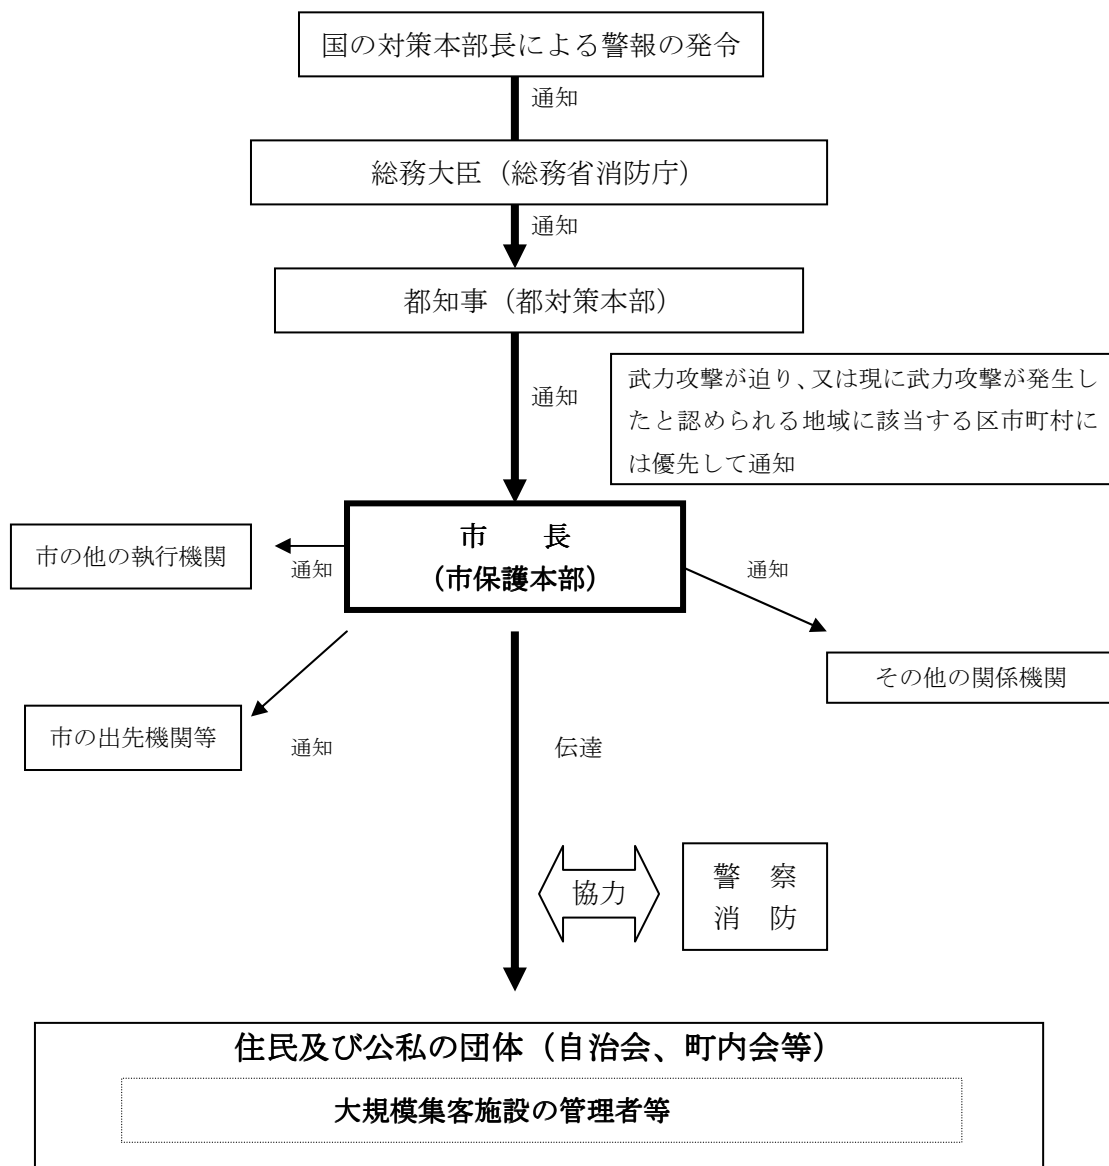 国の対策本部長による警報の発令
通知
総務大臣（総務省消防庁）
通知
都知事（都対策本部）
通知
武力攻撃が迫り、又は現に武力攻撃が発生し
たと認められる地域に該当する区市町村に
は優先して通知
市　　長
（市保護本部）
市の他の執行機関
通知
通知
その他の関係機関
市の出先機関等
通知
伝達
協力
警　察
消　防
住民及び公私の団体（自治会、町内会等）
大規模集客施設の管理者等